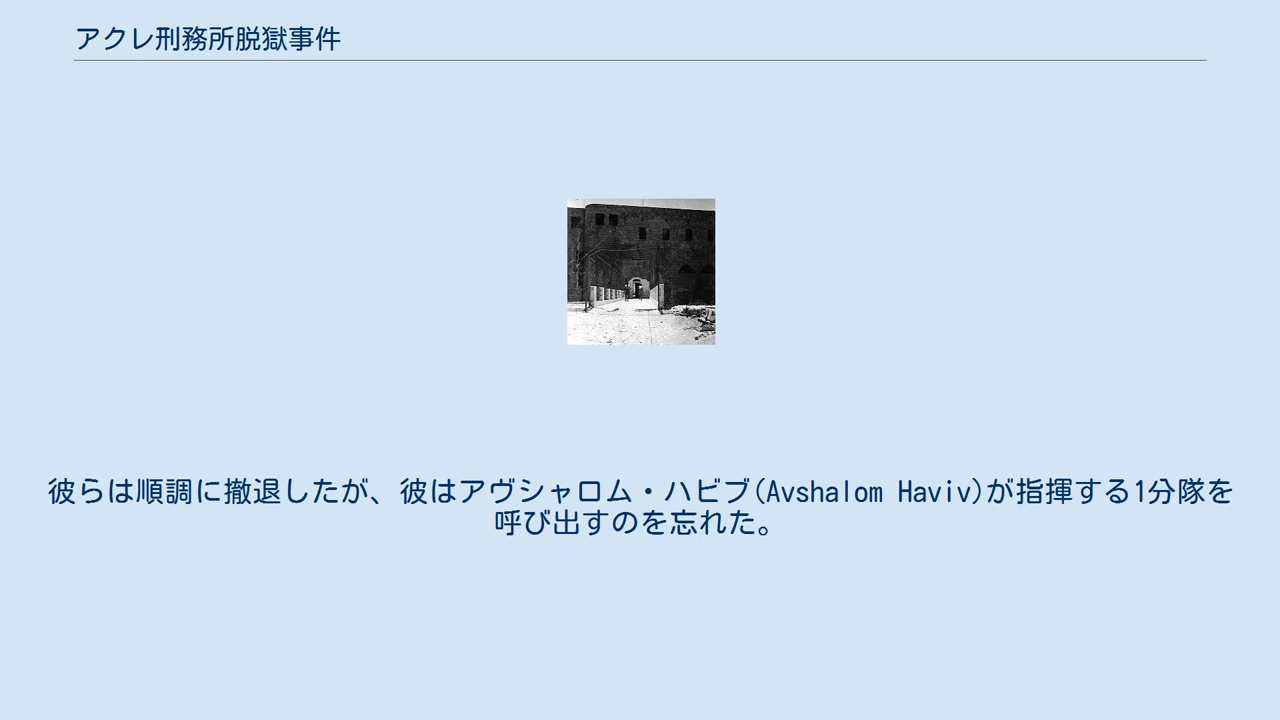 アクレ刑務所脱獄事件
彼らは順調に撤退したが、彼はアヴシャロム・ハビブ(Avshalom Haviv)が指揮する1分隊を
呼び出すのを忘れた。